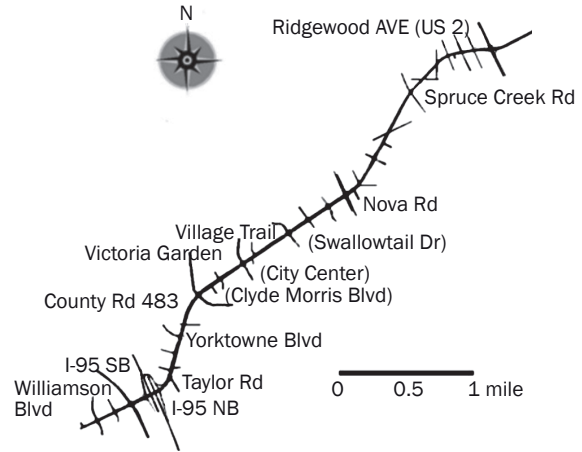 N
Ridgewood AVE (US 2)
Spruce Creek Rd
Nova Rd
Village Trail
(Swallowtail Dr)
Victoria Garden
(City Center)
County Rd 483
(Clyde Morris Blvd)
Yorktowne Blvd
I-95 SB
Williamson
Blvd
Taylor Rd
I-95 NB
0 0.5 1 mile